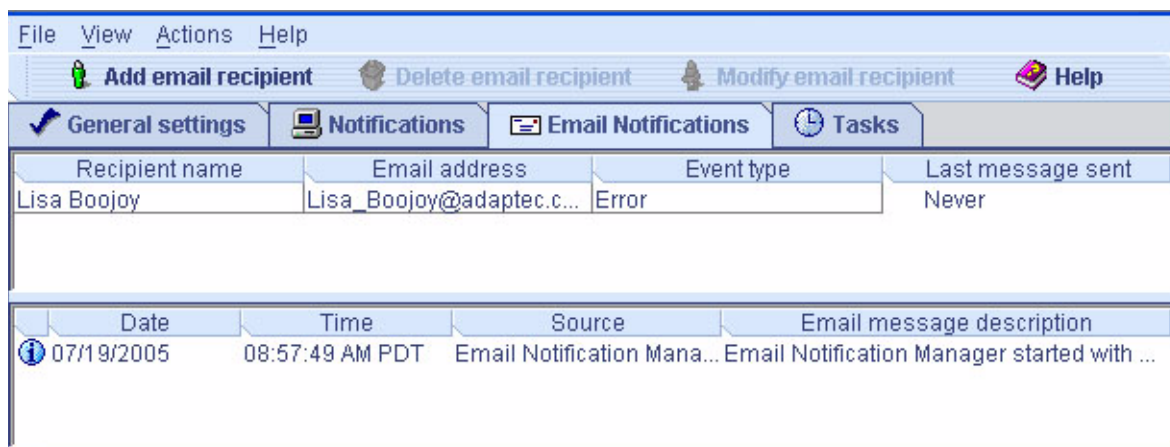 File View Actions Help
Add email recipient Delete email recipient Modify email recipient Help
General settings Notifications Email Notifications Tasks
Recipient name Email address Event type Last message sent
Lisa Boojoy Lisa_Boojoy@adaptec.c... Error Never
Date Time Source Email message description
07/19/2005 08:57:49 AM PDT Email Notification Mana... Email Notification Manager started with ...